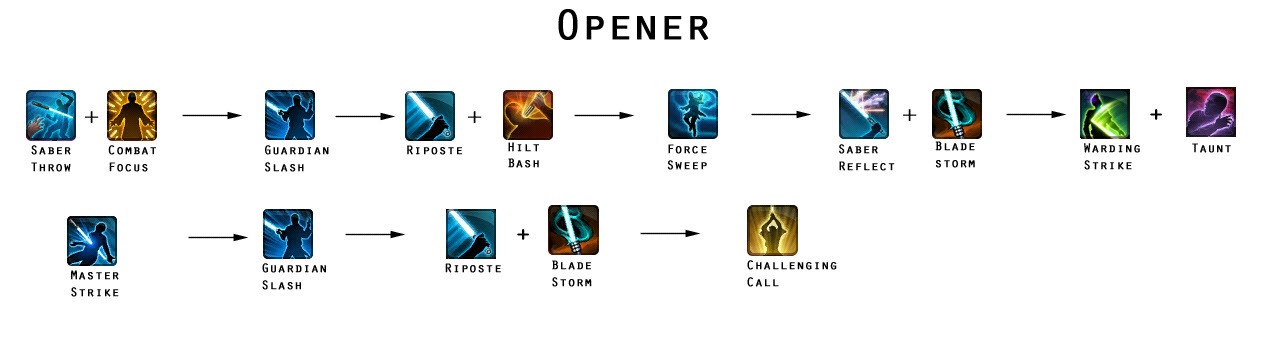 Opener
+
+
+
+
Saber Throw
Combat Focus
Guardian Slash
Riposte
Hilt Bash
Force Sweep
Saber Reflect
Blade storm
Warding Strike
Taunt
+
Master Strike
Guardian Slash
Riposte
Blade Storm
Challenging Call